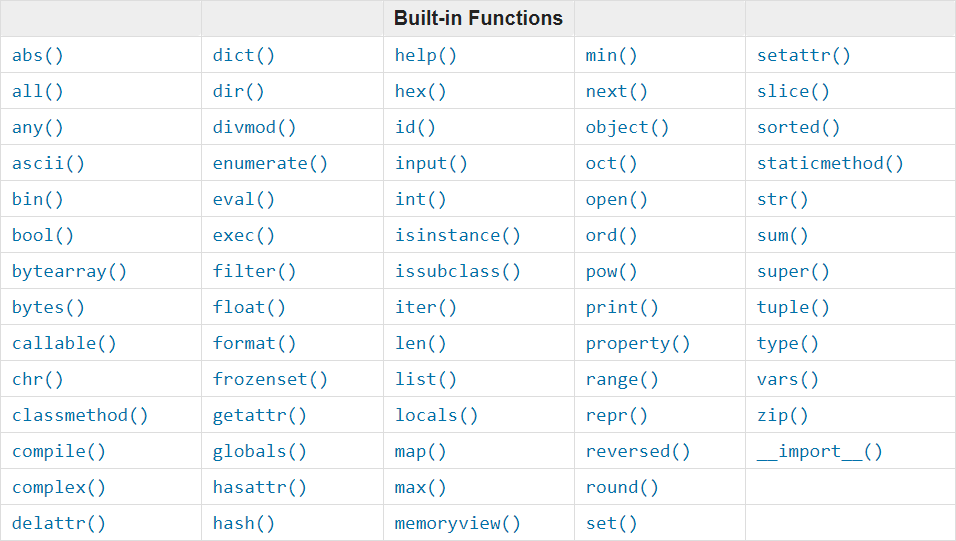 Built-in Functions
abs() dict() help() min() setattr()
all() dir() hex() next() slice()
any() divmod() id() object() sorted()
ascii() enumerate() input() oct() staticmethod()
bin() eval() int() open() str()
bool() exec() isinstance() ord() sum()
bytearray() filter() issubclass() pow() super()
bytes() float() iter() print() tuple()
callable() format() len() property() type()
chr() frozenset() list() range() vars()
classmethod() getattr() locals() repr() zip()
compile() globals() map() reversed() __import__()
complex() hasattr() max() round()
delattr() hash() memoryview() set()